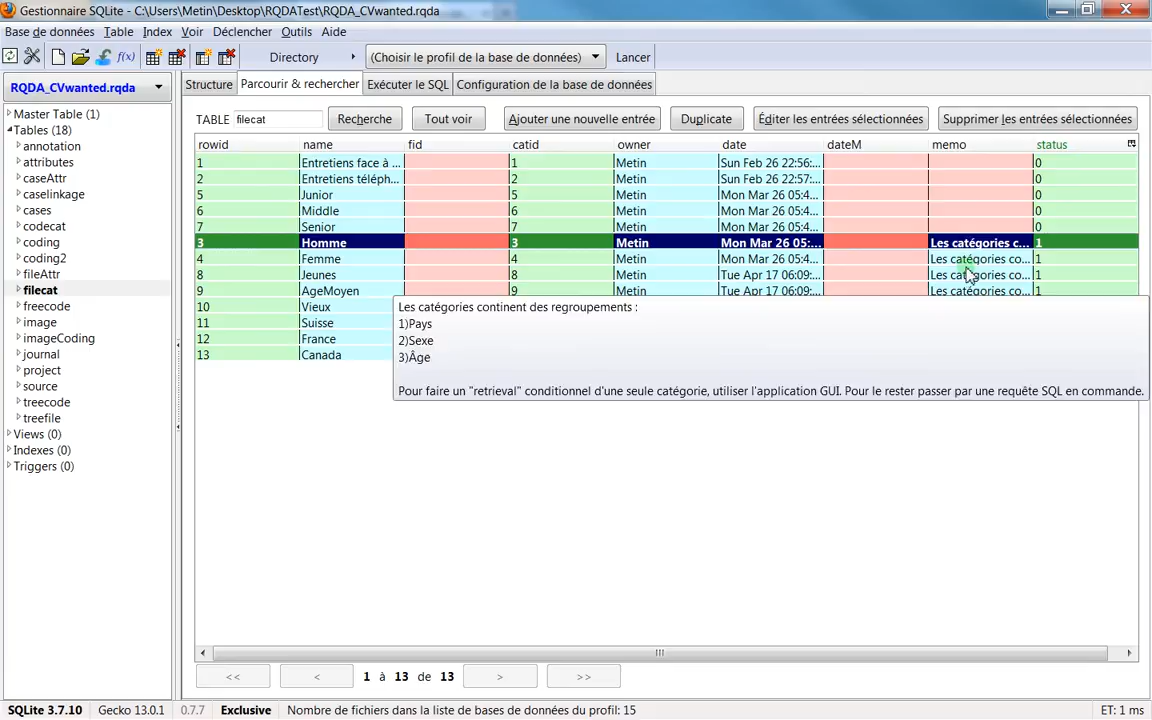 Gestionnaire SQLite - C:\Users\Metin\Desktop\RQDATest\RQDA_CVwanted.rqda
Base de données Table Index Voir Déclencher Outils Aide
f(x) Directory (Choisir le profil de la base de données) Lancer
RQDA_CVwanted.rqda
Master Table (1)
Tables (18)
annotation
attributes
caseAttr
caselinkage
cases
codecat
coding
coding2
fileAttr
filecat
freecode
image
imageCoding
journal
project
source
treecode
treefile
Views (0)
Indexes (0)
Triggers (0)
Structure Parcourir & rechercher Exécuter le SQL Configuration de la base de données
TABLE filecat Recherche Tout voir Ajouter une nouvelle entrée Duplicate Éditer les entrées sélectionnées Supprimer les entrées sélectionnées
rowid name fid catid owner date dateM memo status
1 Entretiens face à ... 1 Metin Sun Feb 26 22:56:... 0
2 Entretiens téléph... 2 Metin Sun Feb 26 22:57:... 0
5 Junior 5 Metin Mon Mar 26 05:4... 0
6 Middle 6 Metin Mon Mar 26 05:4... 0
7 Senior 7 Metin Mon Mar 26 05:4... 0
3 Homme 3 Metin Mon Mar 26 05:... Les catégories c... 1
4 Femme 4 Metin Mon Mar 26 05:4... Les catégories co... 1
8 Jeunes 8 Metin Tue Apr 17 06:09:... Les catégories co... 1
9 AgeMoyen 9 Metin Tue Apr 17 06:09:... Les catégories co... 1
10 Vieux
11 Suisse
12 France
13 Canada
Les catégories continent des regroupements :
1)Pays
2)Sexe
3)Âge
Pour faire un "retrieval" conditionnel d'une seule catégorie, utiliser l'application GUI. Pour le rester passer par une requête SQL en commande.
<< < 1 à 13 de 13 > >>
SQLite 3.7.10 Gecko 13.0.1 0.7.7 Exclusive Nombre de fichiers dans la liste de bases de données du profil: 15 ET: 1 ms